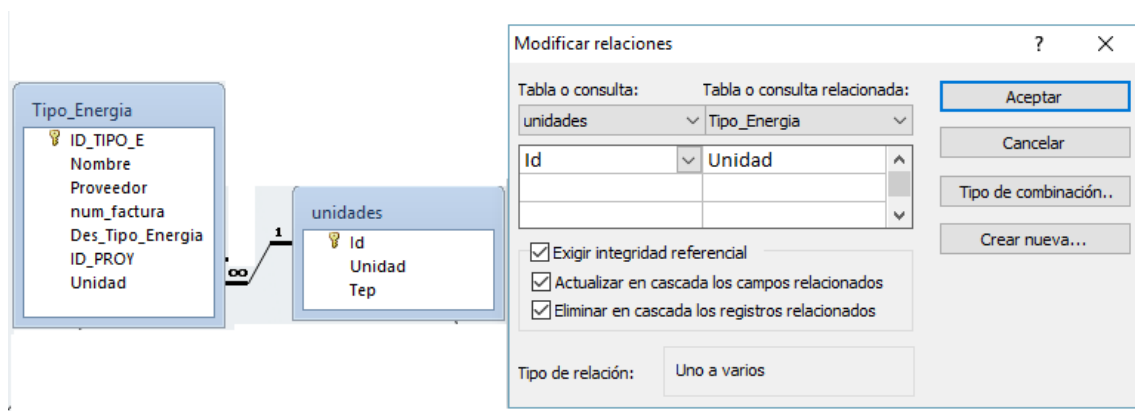 Tipo_Energia
ID_TIPO_E
Nombre
Proveedor
num_factura
Des_Tipo_Energia
ID_PROY
Unidad
∞
1
unidades
Id
Unidad
Tep
Modificar relaciones
? X
Tabla o consulta: Tabla o consulta relacionada:
unidades Tipo_Energia
Id Unidad
Exigir integridad referencial
Actualizar en cascada los campos relacionados
Eliminar en cascada los registros relacionados
Tipo de relación: Uno a varios
Aceptar
Cancelar
Tipo de combinación..
Crear nueva...